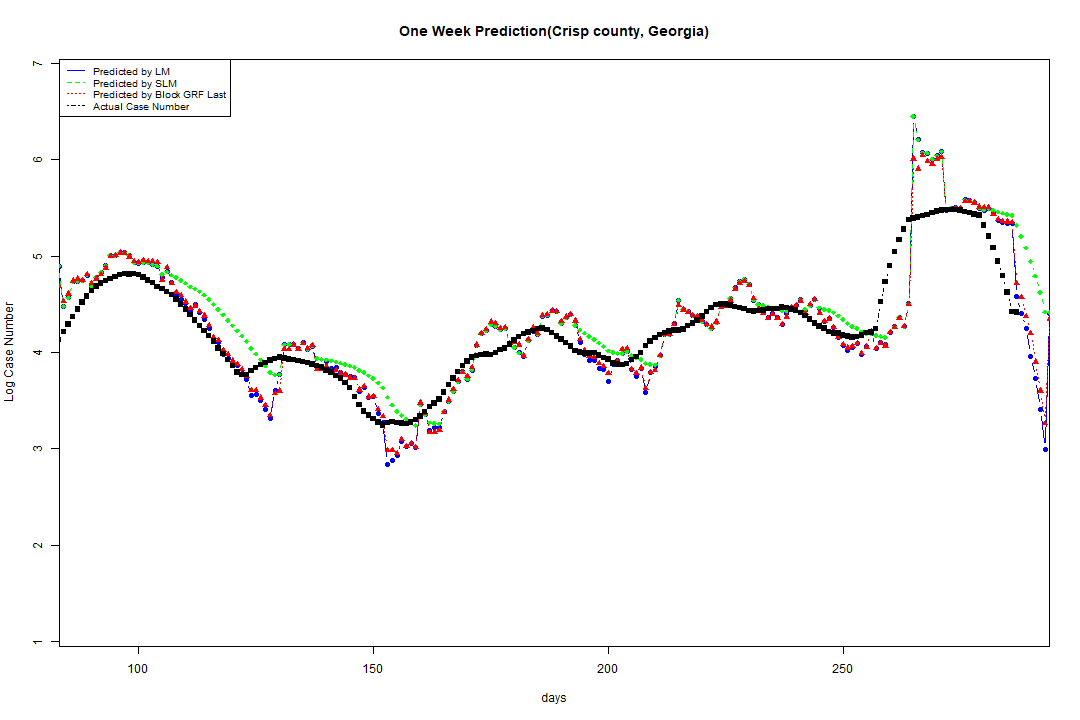 One Week Prediction(Crisp county, Georgia)
7
Predicted by LM
Predicted by SLM
Predicted by Block GRF Last
Actual Case Number
6
5
4
3
2
1
Log Case Number
100 150 200 250
days